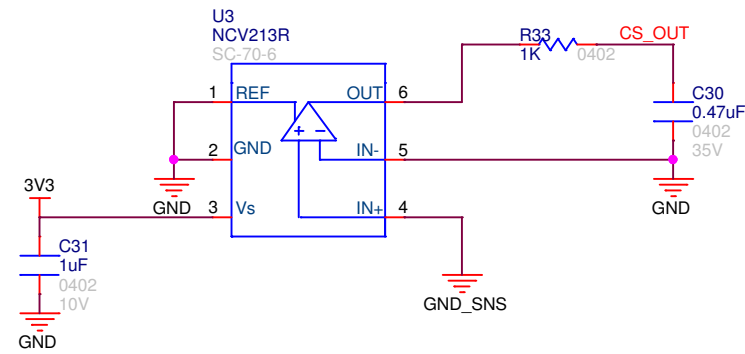 U3
NCV213R
SC-70-6
R33
1K
0402
CS_OUT
C30
0.47uF
0402
35V
1 REF
OUT 6
+ −
2 GND
IN- 5
3 Vs
IN+ 4
GND
GND
3V3
C31
1uF
0402
10V
GND
GND_SNS